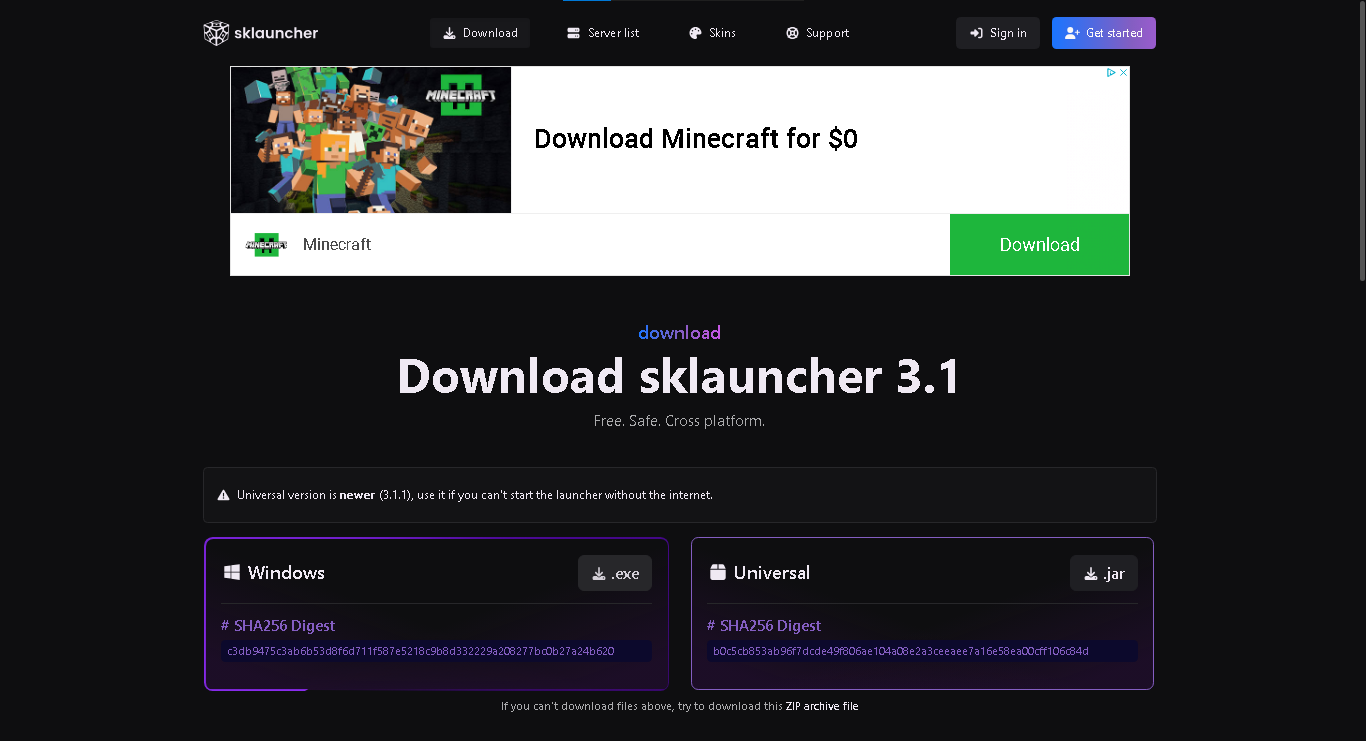 sklauncher
Download
Server list
Skins
Support
Sign in
Get started
MINECRAFT
Download Minecraft for $0
MINECRAFT
Minecraft
Download
download
Download sklauncher 3.1
Free. Safe. Cross platform.
Universal version is newer (3.1.1), use it if you can't start the launcher without the internet.
Windows
.exe
# SHA256 Digest
c3db9475c3ab6b53d8f6d711f587e5218c9b8d332229a208277bc0b27a24b620
Universal
.jar
# SHA256 Digest
b0c5cb853ab96f7dcde49f806ae104a08e2a3ceeaee7a16e58ea00cff106c84d
If you can't download files above, try to download this ZIP archive file